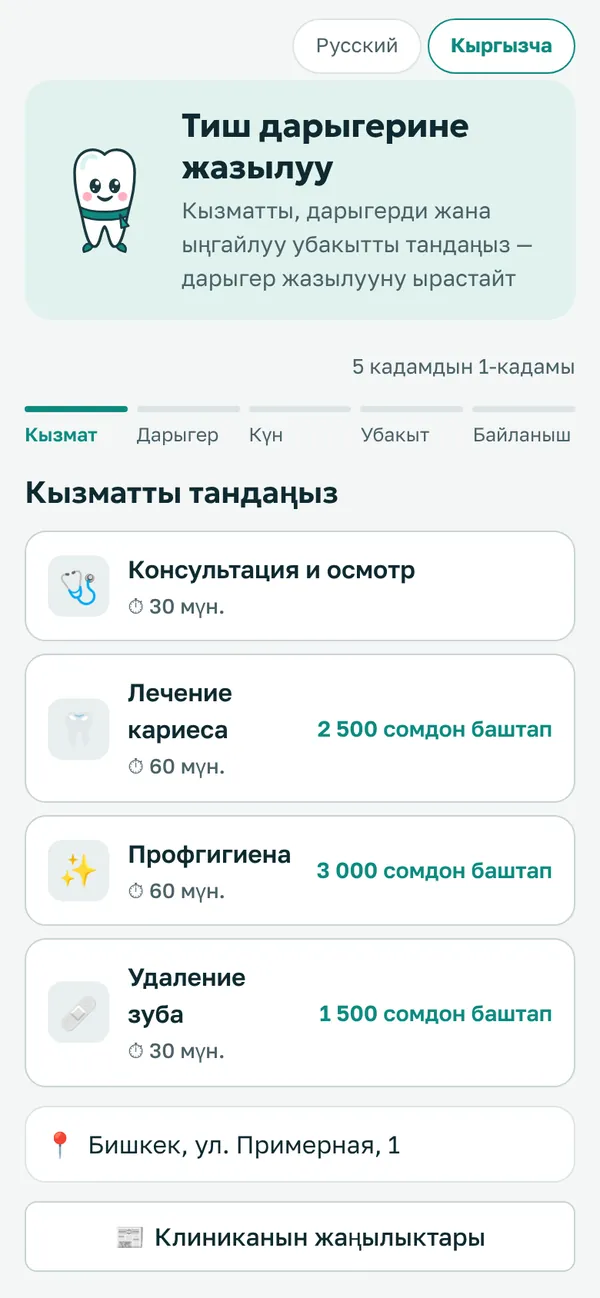 Русский
Кыргызча
Тиш дарыгерине
жазылуу
Кызматты, дарыгерди жана
ыңгайлуу убакытты тандаңыз —
дарыгер жазылууну ырастайт
5 кадамдын 1-кадамы
Кызмат
Дарыгер
Күн
Убакыт
Байланыш
Кызматты тандаңыз
Консультация и осмотр
⏱ 30 мүн.
Лечение
кариеса
⏱ 60 мүн.
2 500 сомдон баштап
Профгигиена
⏱ 60 мүн.
3 000 сомдон баштап
Удаление
зуба
⏱ 30 мүн.
1 500 сомдон баштап
📍 Бишкек, ул. Примерная, 1
📰 Клиниканын жаңылыктары